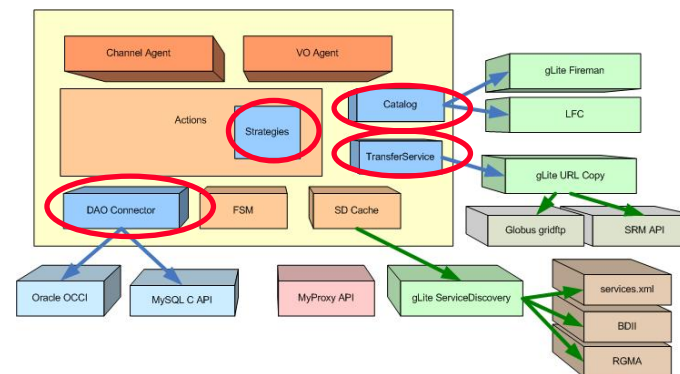 Channel Agent
VO Agent
gLite Fireman
Catalog
LFC
Actions
Strategies
TransferService
gLite URL Copy
DAO Connector
FSM
SD Cache
Globus gridftp
SRM API
Oracle OCCI
MySQL C API
MyProxy API
gLite ServiceDiscovery
services.xml
BDII
RGMA